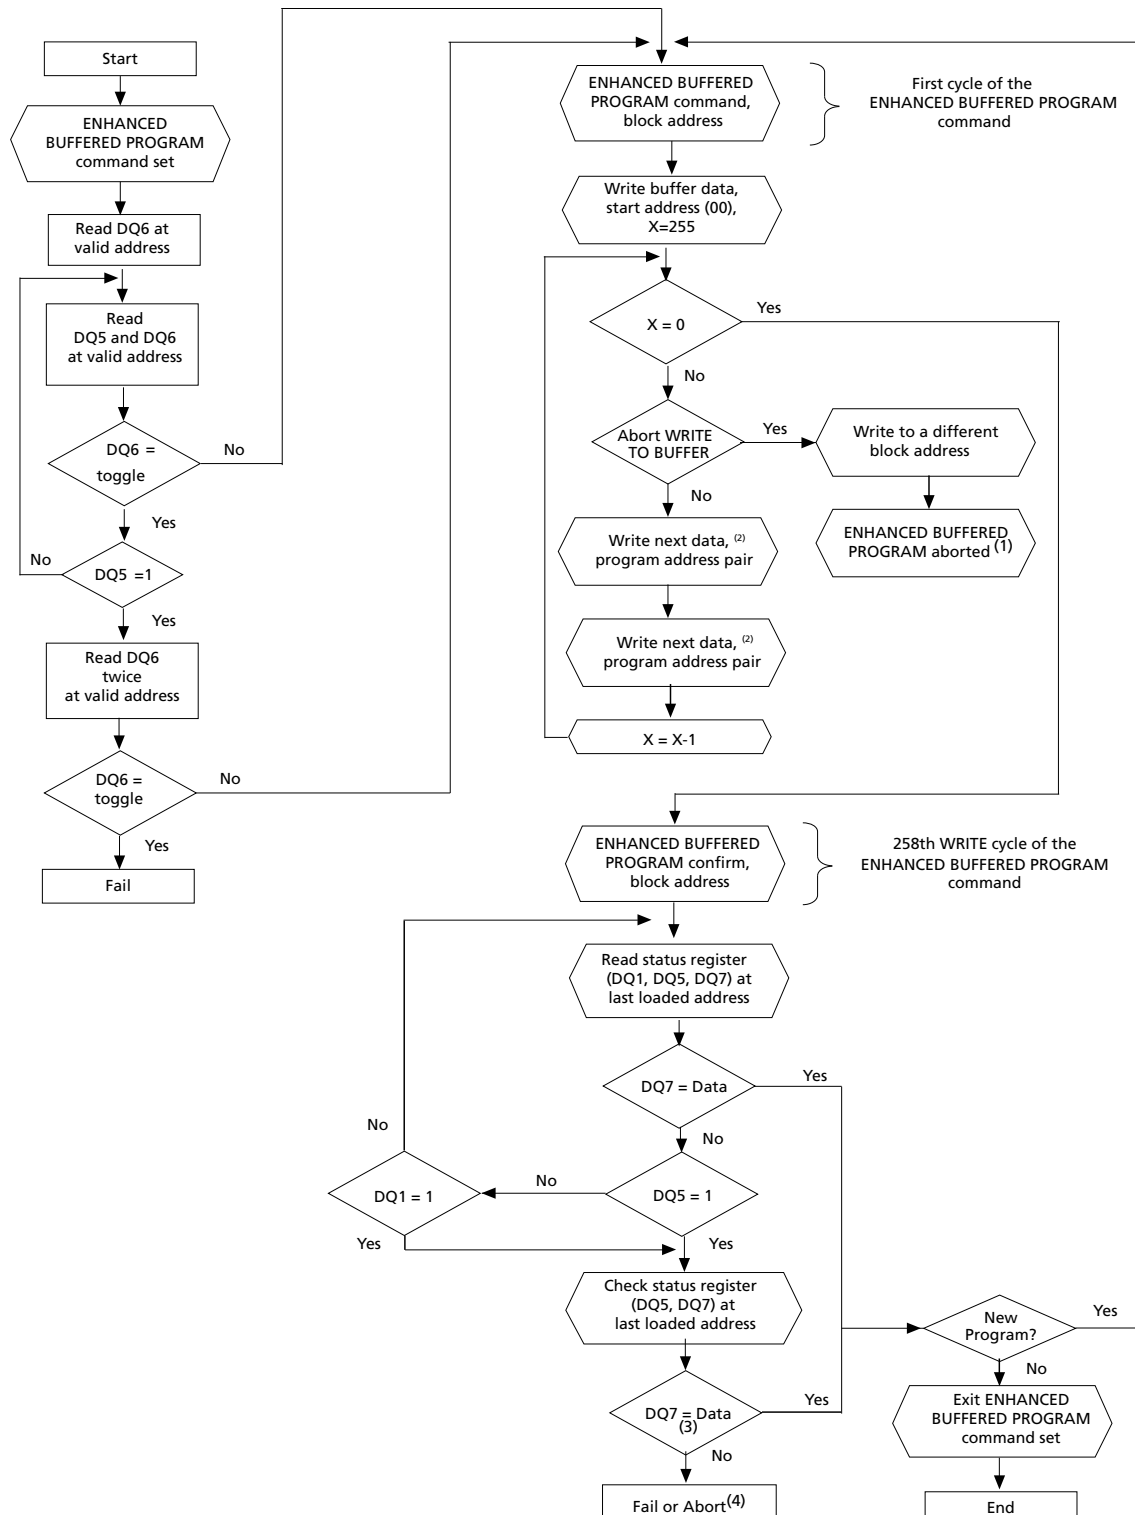 Start
ENHANCED
BUFFERED PROGRAM
command set
Read DQ6 at
valid address
Read
DQ5 and DQ6
at valid address
DQ6 =
toggle
No
Yes
No
DQ5 =1
Yes
Read DQ6
twice
at valid address
DQ6 =
toggle
No
Yes
Fail
ENHANCED BUFFERED
PROGRAM command,
block address
First cycle of the
ENHANCED BUFFERED PROGRAM
command
Write buffer data,
start address (00),
X=255
X = 0
Yes
No
Abort WRITE
TO BUFFER
Yes
Write to a different
block address
No
ENHANCED BUFFERED
PROGRAM aborted (1)
Write next data, (2)
program address pair
Write next data, (2)
program address pair
X = X-1
ENHANCED BUFFERED
PROGRAM confirm,
block address
258th WRITE cycle of the
ENHANCED BUFFERED PROGRAM
command
Read status register
(DQ1, DQ5, DQ7) at
last loaded address
DQ7 = Data
Yes
No
No
DQ1 = 1
No
DQ5 = 1
Yes
Yes
Check status register
(DQ5, DQ7) at
last loaded address
New
Program?
Yes
No
DQ7 = Data
(3)
Yes
No
Exit ENHANCED
BUFFERED PROGRAM
command set
Fail or Abort(4)
End